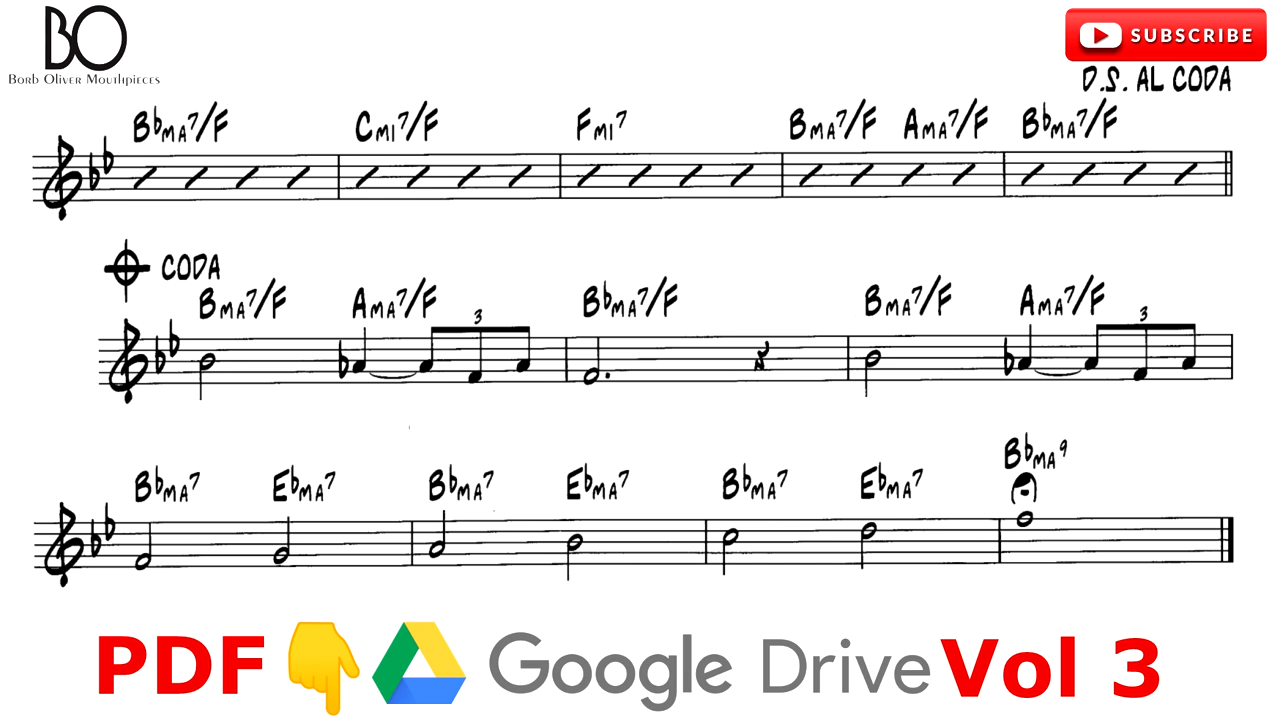 BO
Borb Oliver Mouthpieces
SUBSCRIBE
D.S. AL CODA
B♭MA7/F CMI7/F FMI7 BMA7/F AMA7/F B♭MA7/F
CODA
BMA7/F AMA7/F B♭MA7/F BMA7/F AMA7/F
3 3
B♭MA7 E♭MA7 B♭MA7 E♭MA7 B♭MA7 E♭MA7 B♭MA9
PDF Google Drive Vol 3